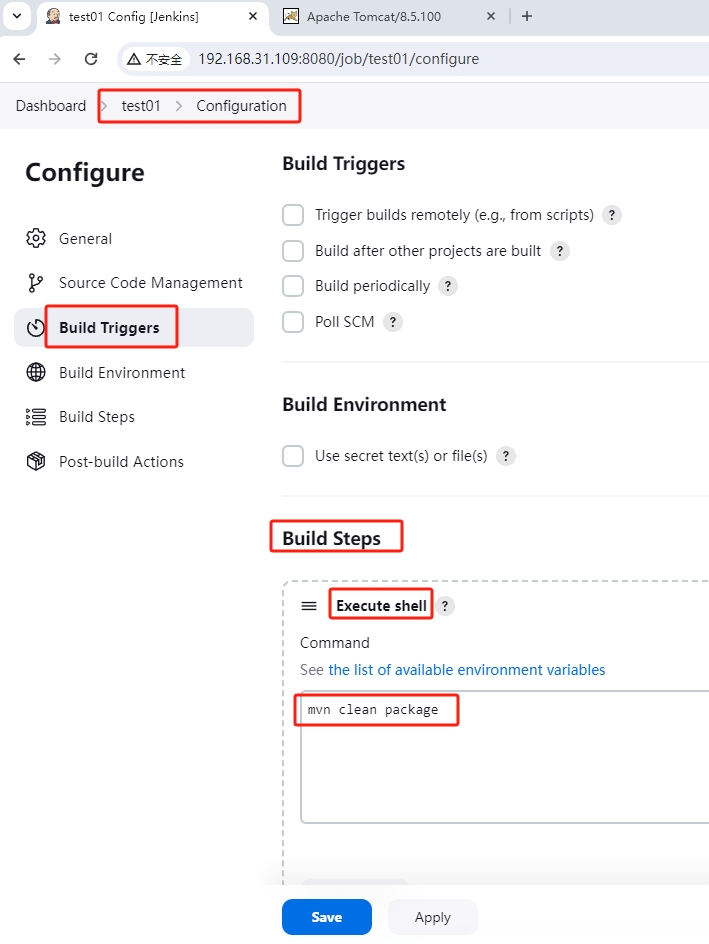 test01 Config [Jenkins]
Apache Tomcat/8.5.100
不安全 192.168.31.109:8080/job/test01/configure
Dashboard > test01 > Configuration
Configure
General
Source Code Management
Build Triggers
Build Environment
Build Steps
Post-build Actions
Build Triggers
Trigger builds remotely (e.g., from scripts) ?
Build after other projects are built ?
Build periodically ?
Poll SCM ?
Build Environment
Use secret text(s) or file(s) ?
Build Steps
Execute shell ?
Command
See the list of available environment variables
mvn clean package
Save
Apply